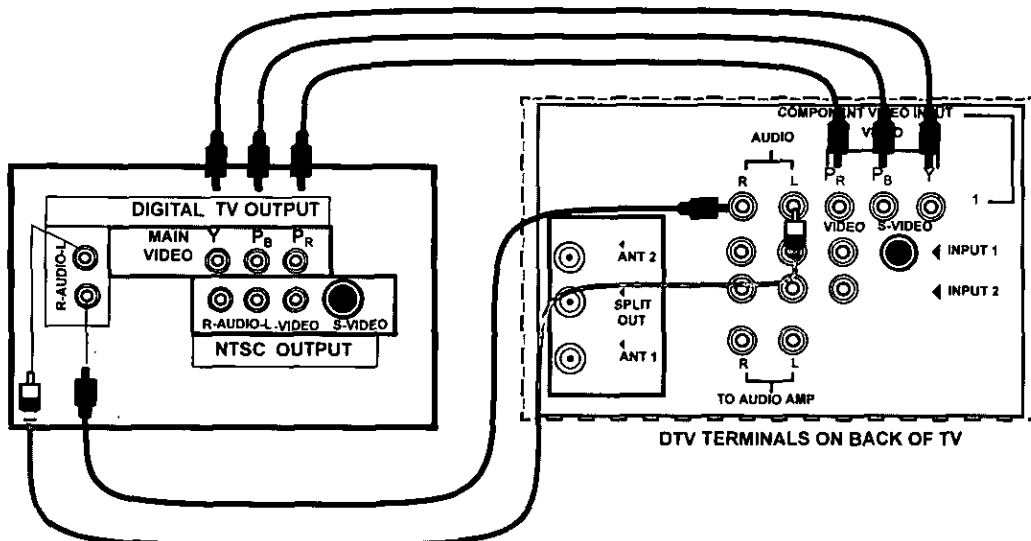 DIGITAL TV OUTPUT
MAIN
VIDEO
Y PB PR
R-AUDIO-L
R-AUDIO-L -VIDEO S-VIDEO
NTSC OUTPUT
COMPONENT VIDEO INPUT
VIDEO
AUDIO
R L PR PB Y
1
VIDEO S-VIDEO
ANT 2
INPUT 1
SPLIT
OUT
INPUT 2
ANT 1
R L
TO AUDIO AMP
DTV TERMINALS ON BACK OF TV